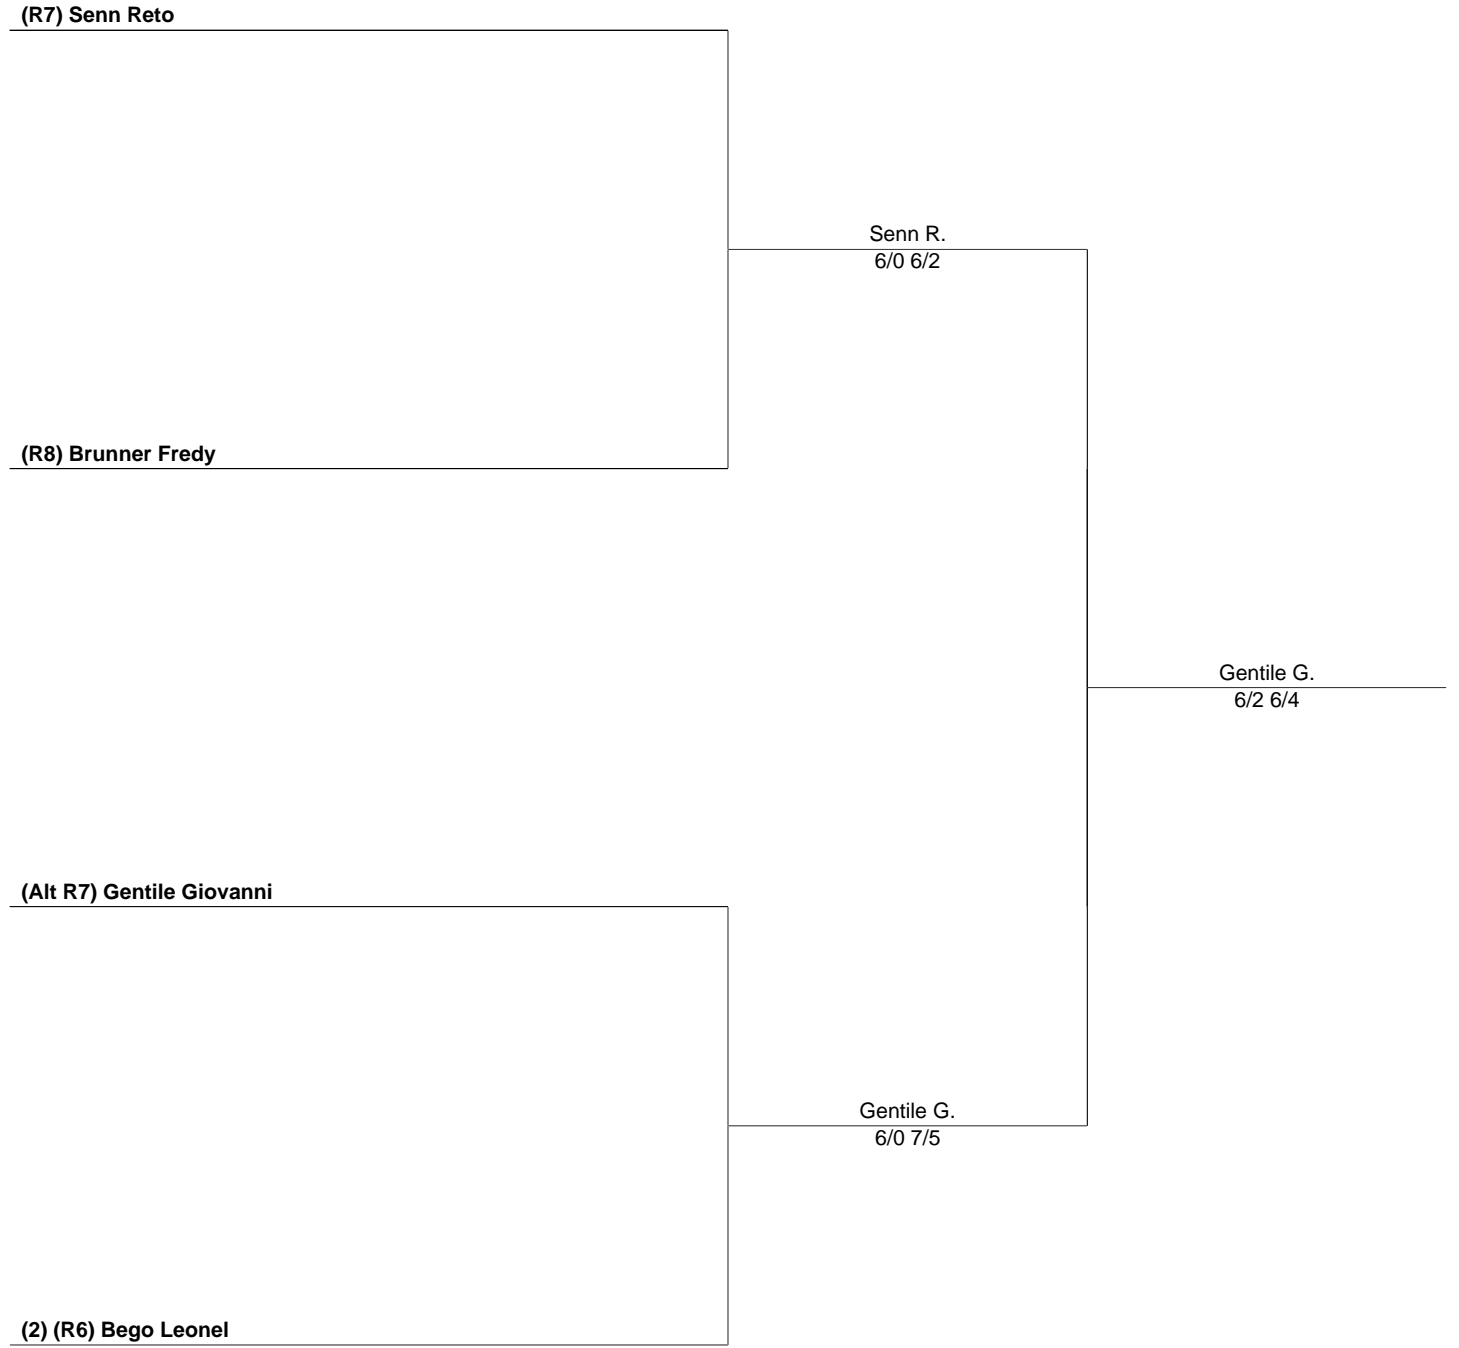 (R7) Senn Reto
Senn R.
6/0 6/2
(R8) Brunner Fredy
Gentile G.
6/2 6/4
(Alt R7) Gentile Giovanni
Gentile G.
6/0 7/5
(2) (R6) Bego Leonel